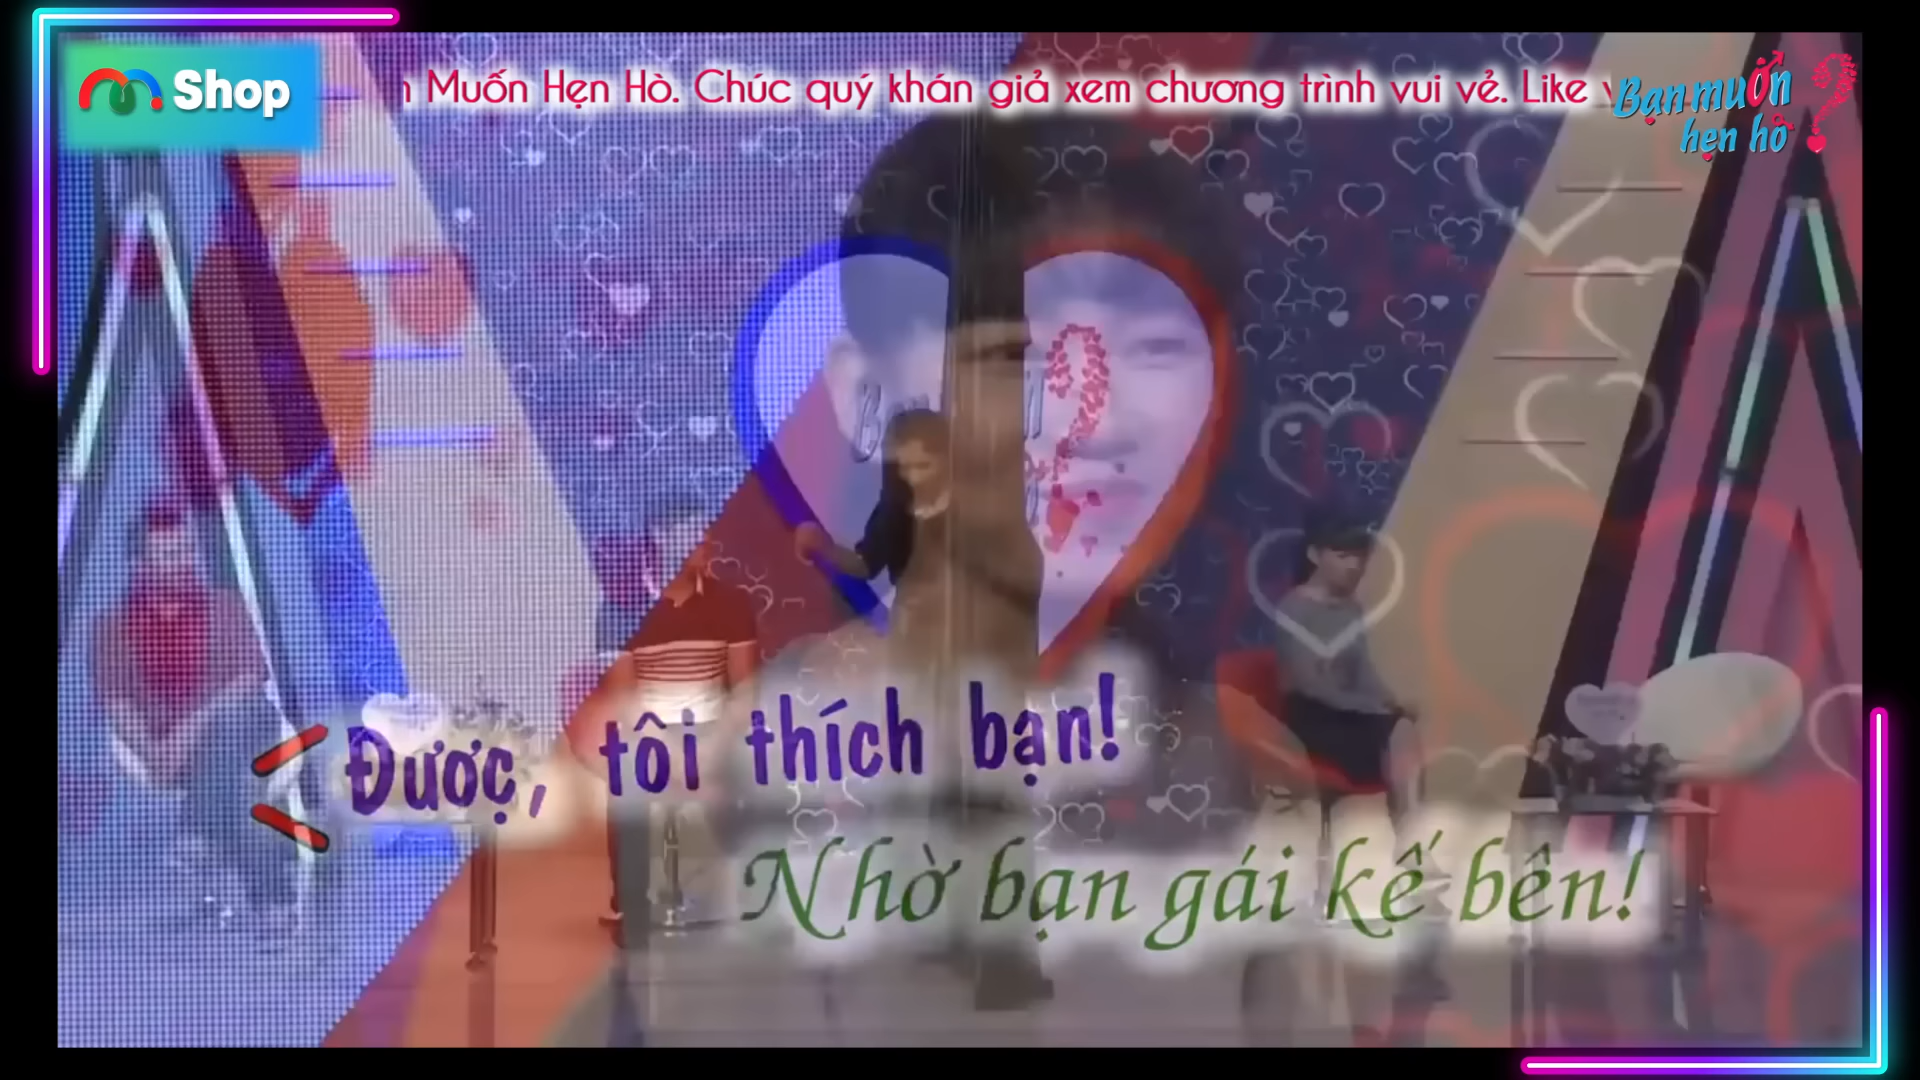 Shop
Muốn Hẹn Hò. Chúc quý khán giả xem chương trình vui vẻ. Like
Bạn muốn
hẹn hò
Được, tôi thích bạn!
Nhờ bạn gái kế bên!